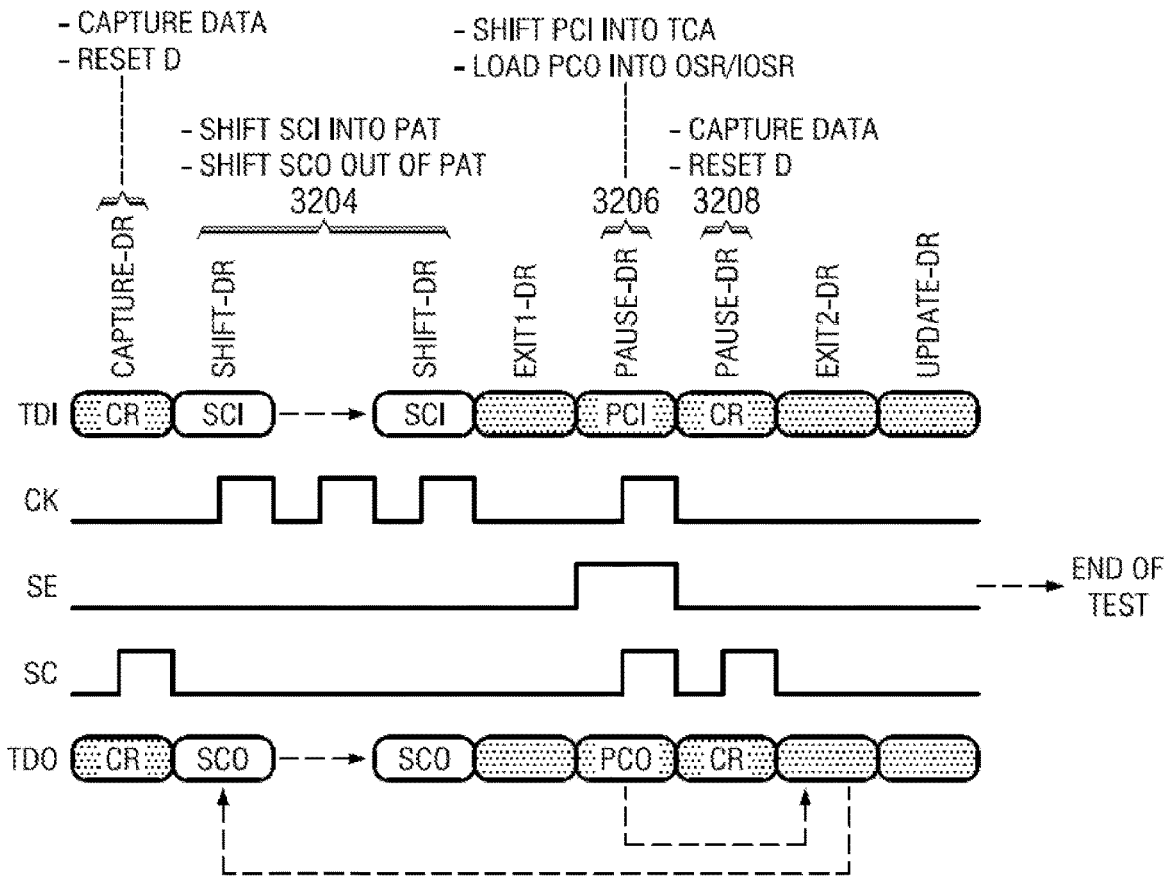 - CAPTURE DATA
- RESET D
- SHIFT PCI INTO TCA
- LOAD PCO INTO OSR/IOSR
- SHIFT SCI INTO PAT
- SHIFT SCO OUT OF PAT
- CAPTURE DATA
- RESET D
3204
3206
3208
CAPTURE-DR
SHIFT-DR
SHIFT-DR
EXIT1-DR
PAUSE-DR
PAUSE-DR
EXIT2-DR
UPDATE-DR
TDI
CR
SCI
SCI
PCI
CR
CK
SE
END OF
TEST
SC
TDO
CR
SCO
SCO
PCO
CR